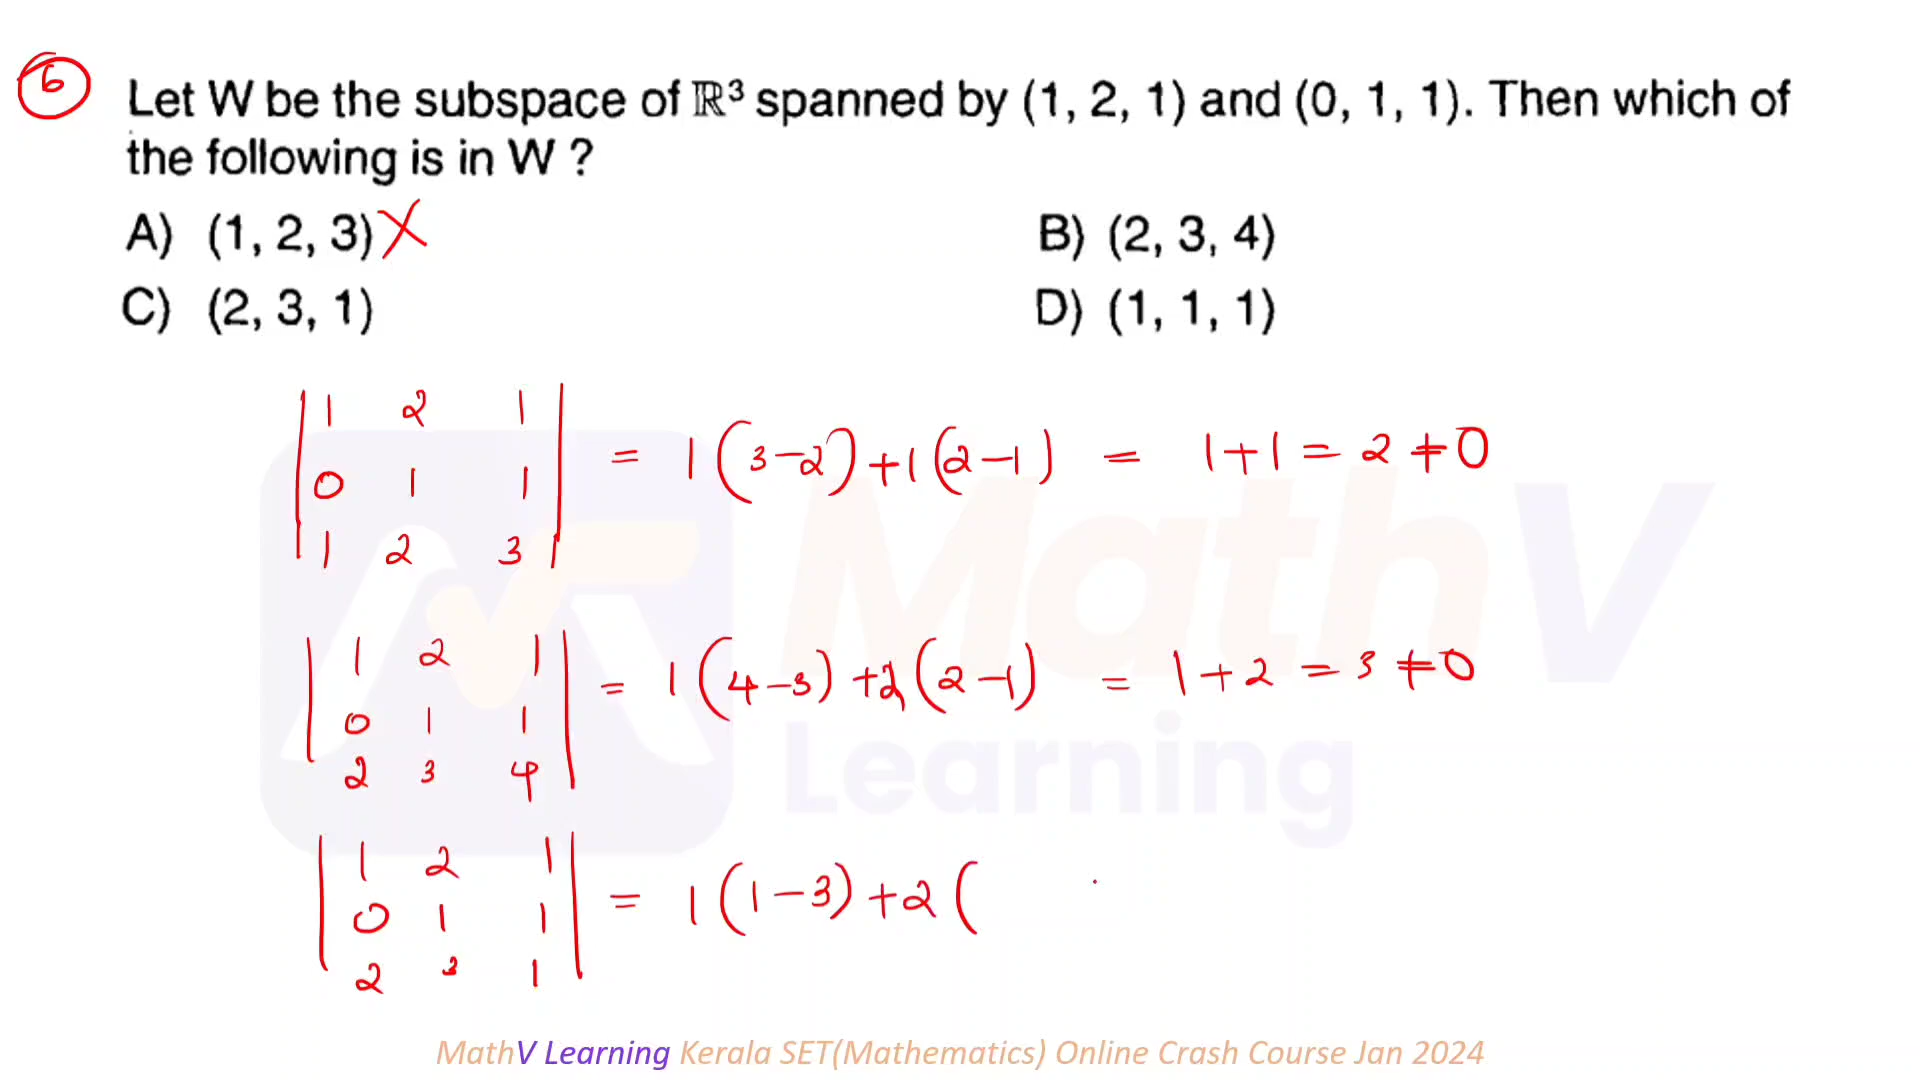 6
Let W be the subspace of ℝ³ spanned by (1, 2, 1) and (0, 1, 1). Then which of
the following is in W ?
A) (1, 2, 3) X
B) (2, 3, 4)
C) (2, 3, 1)
D) (1, 1, 1)
| 1 2 1 |
| 0 1 1 | = 1(3-2)+1(2-1) = 1+1 = 2 ≠ 0
| 1 2 3 |
| 1 2 1 |
| 0 1 1 | = 1(4-3)+2(2-1) = 1+2 = 3 ≠ 0
| 2 3 4 |
| 1 2 1 |
| 0 1 1 | = 1(1-3)+2(
| 2 3 1 |
MathV
Learning
MathV Learning Kerala SET(Mathematics) Online Crash Course Jan 2024